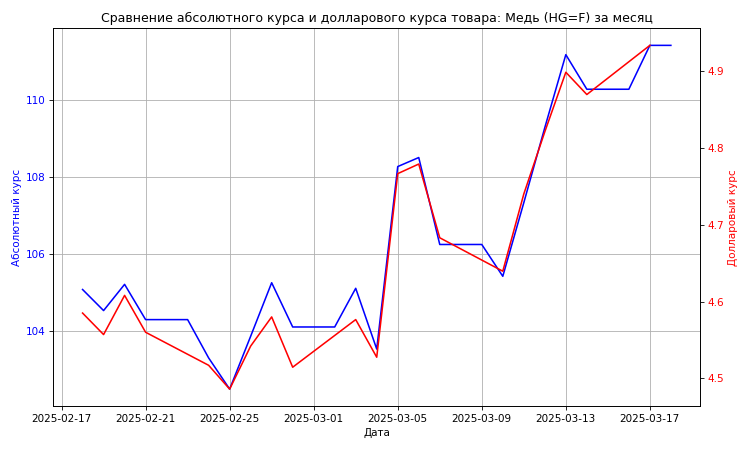 Сравнение абсолютного курса и долларового курса товара: Медь (HG=F) за месяц
Абсолютный курс
110
108
106
104
4.9
4.8
4.7
4.6
4.5
Долларовый курс
2025-02-17 2025-02-21 2025-02-25 2025-03-01 2025-03-05 2025-03-09 2025-03-13 2025-03-17
Дата